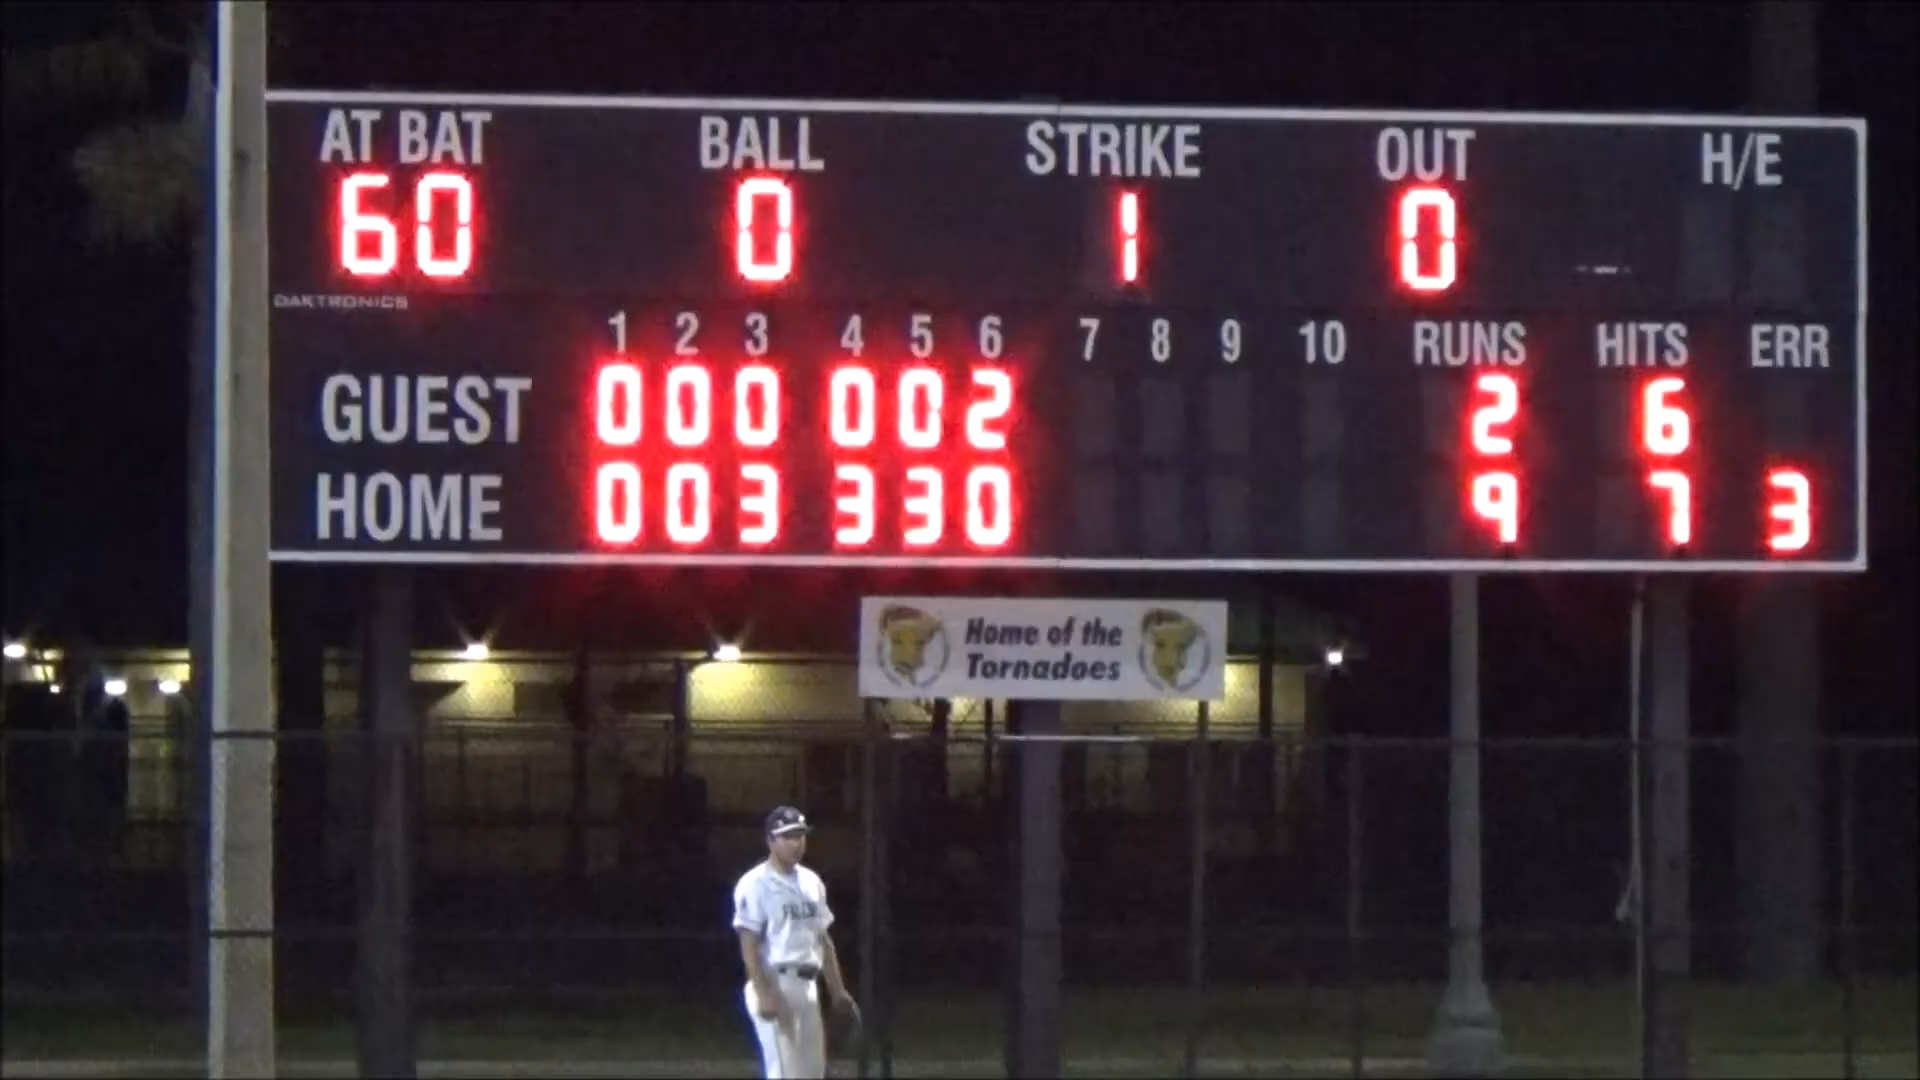 AT BAT BALL STRIKE OUT H/E
60 0 1 0
DAKTRONICS
1 2 3 4 5 6 7 8 9 10 RUNS HITS ERR
GUEST 0 0 0 0 0 2 2 6
HOME 0 0 3 3 3 0 9 7 3
Home of the
Tornadoes